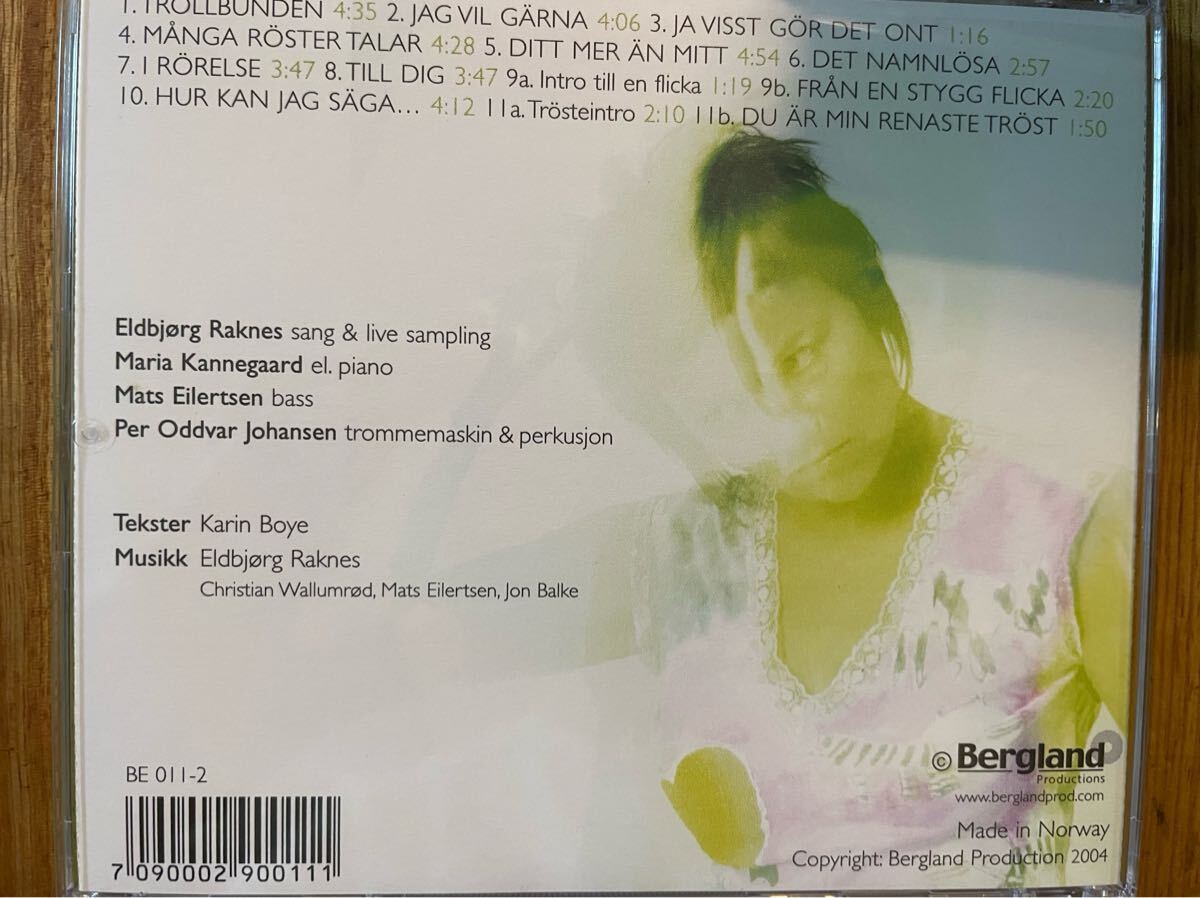 1. TROLLBUNDEN 4:35 2. JAG VIL GÄRNA 4:06 3. JA VISST GÖR DET ONT 1:16
4. MÅNGA RÖSTER TALAR 4:28 5. DITT MER ÄN MITT 4:54 6. DET NAMNLÖSA 2:57
7. I RÖRELSE 3:47 8. TILL DIG 3:47 9a. Intro till en flicka 1:19 9b. FRÅN EN STYGG FLICKA 2:20
10. HUR KAN JAG SÄGA... 4:12 11a. Trösteintro 2:10 11b. DU ÄR MIN RENASTE TRÖST 1:50
Eldbjørg Raknes sang & live sampling
Maria Kannegaard el. piano
Mats Eilertsen bass
Per Oddvar Johansen trommemaskin & perkusjon
Tekster Karin Boye
Musikk Eldbjørg Raknes
Christian Wallumrød, Mats Eilertsen, Jon Balke
BE 011-2
7 090002 900111
© Bergland
Productions
www.berglandprod.com
Made in Norway
Copyright: Bergland Production 2004